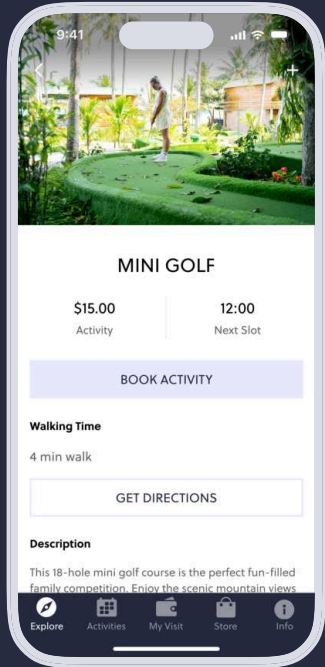 9:41
MINI GOLF
$15.00 12:00
Activity Next Slot
BOOK ACTIVITY
Walking Time
4 min walk
GET DIRECTIONS
Description
This 18-hole mini golf course is the perfect fun-filled
family competition. Enjoy the scenic mountain views
Explore Activities My Visit Store Info